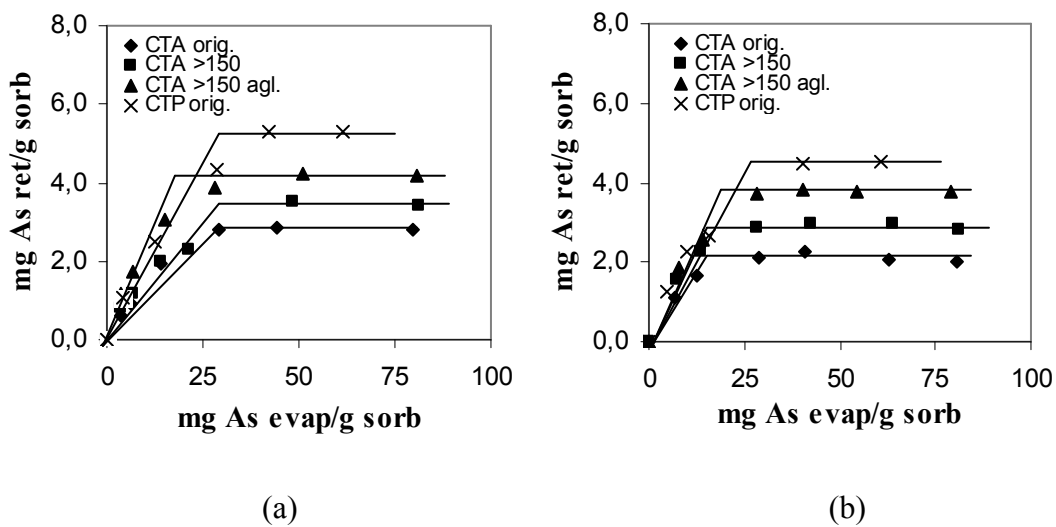 (a)
8,0
6,0
4,0
2,0
0,0
mg As ret/g sorb
CTA orig.
CTA >150
CTA >150 agl.
CTP orig.
0 25 50 75 100
mg As evap/g sorb
(a)
(b)
8,0
6,0
4,0
2,0
0,0
mg As ret/g sorb
CTA orig.
CTA >150
CTA >150 agl.
CTP orig.
0 25 50 75 100
mg As evap/g sorb
(b)